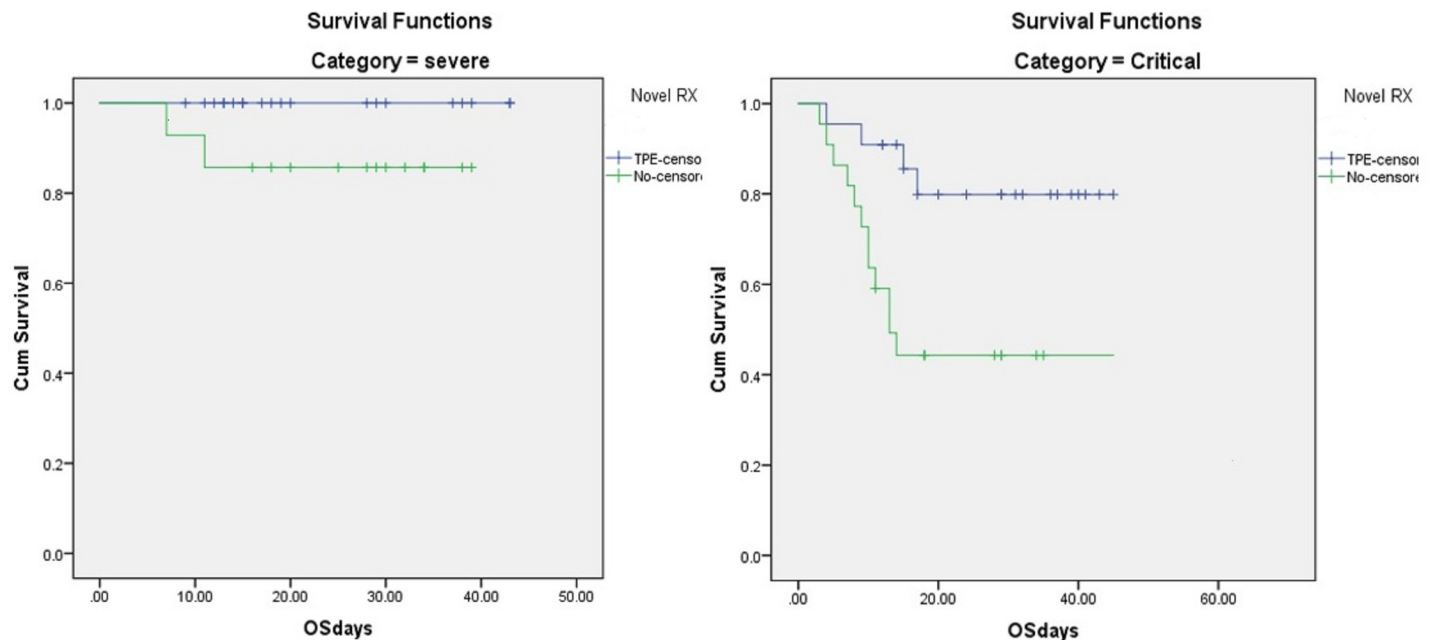 Survival Functions
Category = severe
Cum Survival
1.0
0.8
0.6
0.4
0.2
0.0
.00 10.00 20.00 30.00 40.00 50.00
OSdays
Novel RX
TPE-censo
No-censor
Survival Functions
Category = Critical
Cum Survival
1.0
0.8
0.6
0.4
0.2
0.0
.00 20.00 40.00 60.00
OSdays
Novel RX
TPE-censo
No-censor